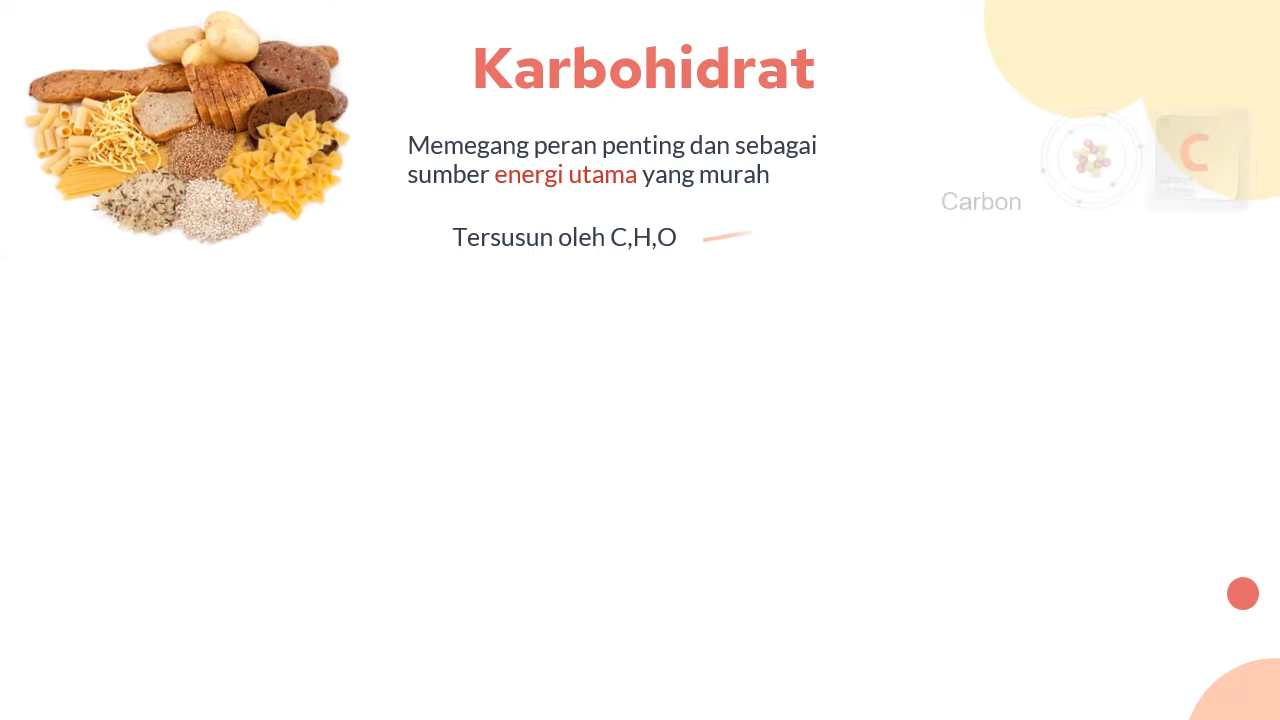 Karbohidrat
Memegang peran penting dan sebagai
sumber energi utama yang murah
Carbon
C
Tersusun oleh C,H,O